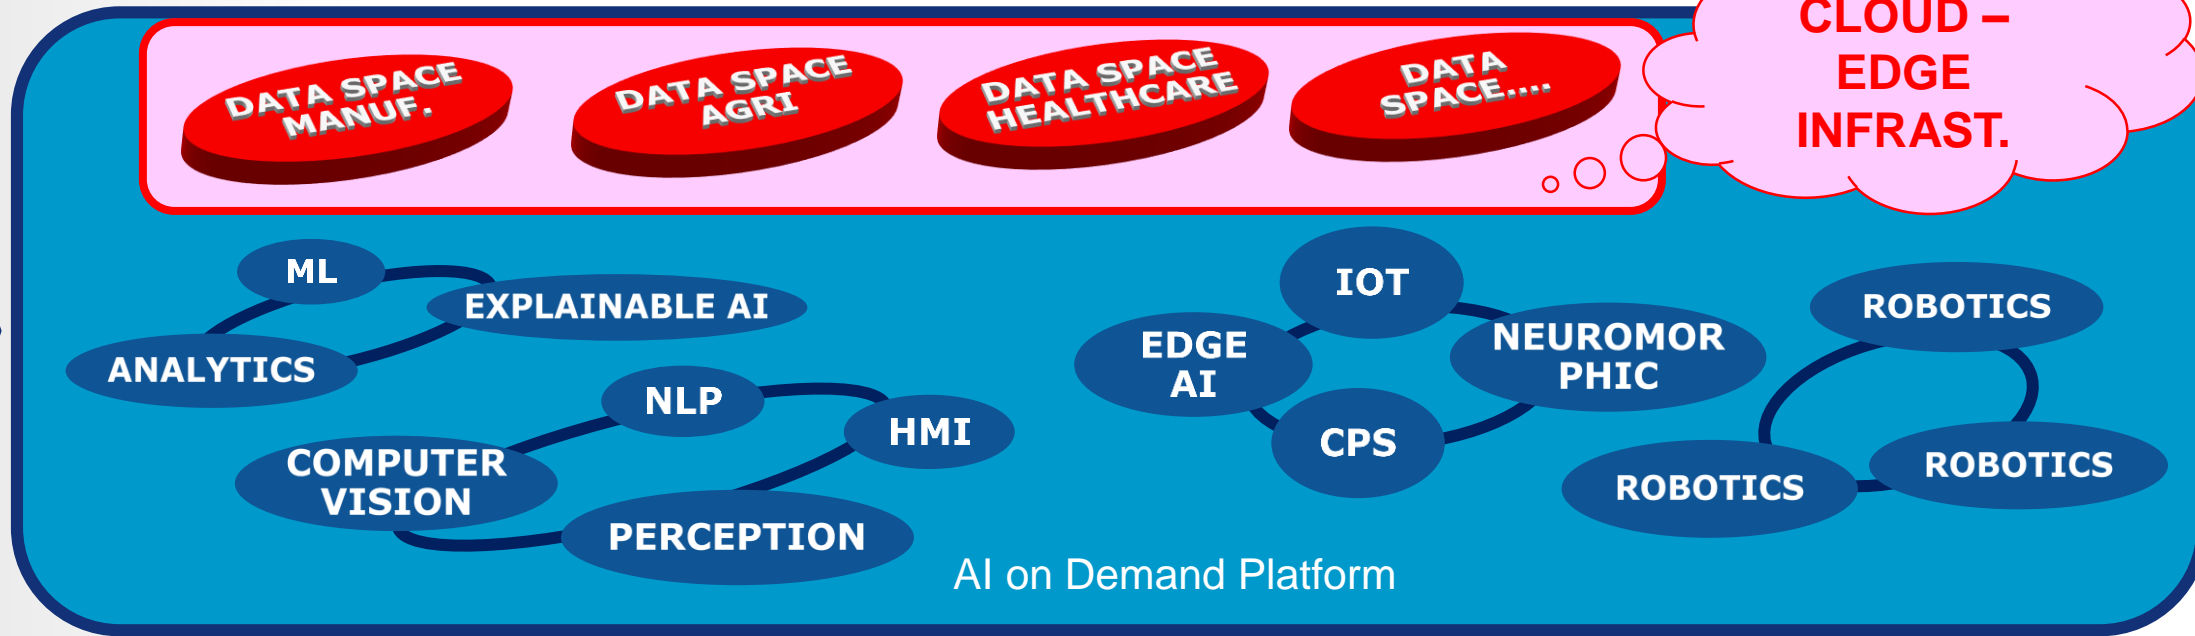 DATA SPACE
MANUF.
DATA SPACE
AGRI
DATA SPACE
HEALTHCARE
DATA
SPACE....
CLOUD –
EDGE
INFRAST.
ML
EXPLAINABLE AI
ANALYTICS
NLP
HMI
COMPUTER
VISION
PERCEPTION
IOT
EDGE
AI
NEUROMOR
PHIC
CPS
ROBOTICS
ROBOTICS
ROBOTICS
AI on Demand Platform